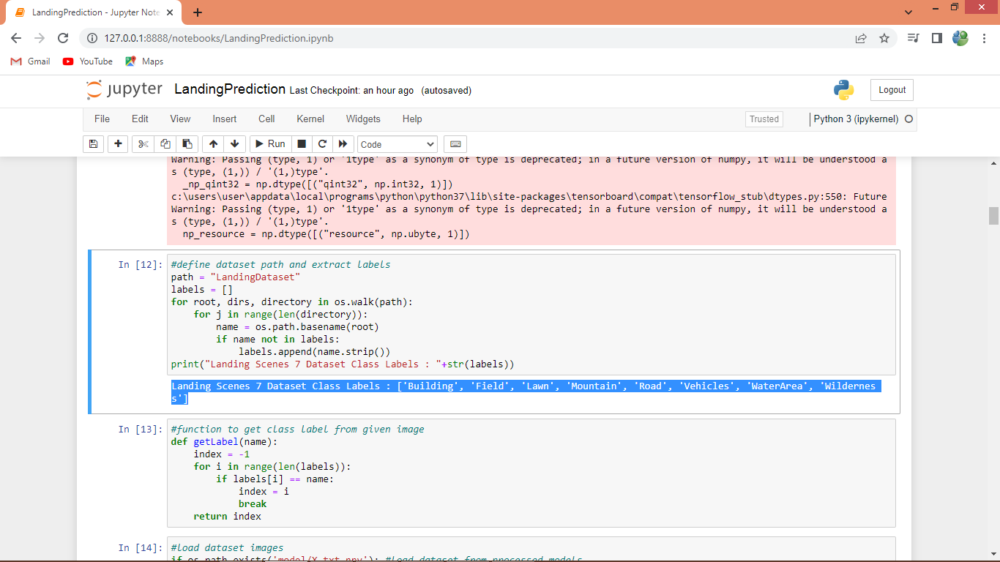 LandingPrediction - Jupyter Note
127.0.0.1:8888/notebooks/LandingPrediction.ipynb
Gmail YouTube Maps
jupyter LandingPrediction Last Checkpoint: an hour ago (autosaved) Logout
File Edit View Insert Cell Kernel Widgets Help Trusted Python 3 (ipykernel)
Run Code
Warning: Passing (type, 1) or '1type' as a synonym of type is deprecated; in a future version of numpy, it will be understood a
s (type, (1,)) / '(1,)type'.
  _np_qint32 = np.dtype([("qint32", np.int32, 1)])
c:\users\user\appdata\local\programs\python\python37\lib\site-packages\tensorboard\compat\tensorflow_stub\dtypes.py:550: Future
Warning: Passing (type, 1) or '1type' as a synonym of type is deprecated; in a future version of numpy, it will be understood a
s (type, (1,)) / '(1,)type'.
  np_resource = np.dtype([("resource", np.ubyte, 1)])
In [12]: #define dataset path and extract labels
path = "LandingDataset"
labels = []
for root, dirs, directory in os.walk(path):
    for j in range(len(directory)):
        name = os.path.basename(root)
        if name not in labels:
            labels.append(name.strip())
print("Landing Scenes 7 Dataset Class Labels : "+str(labels))
Landing Scenes 7 Dataset Class Labels : ['Building', 'Field', 'Lawn', 'Mountain', 'Road', 'Vehicles', 'WaterArea', 'Wildernes
s']
In [13]: #function to get class label from given image
def getLabel(name):
    index = -1
    for i in range(len(labels)):
        if labels[i] == name:
            index = i
            break
    return index
In [14]: #load dataset images
if os.path.exists('model/X.txt.npy'): #Load dataset from processed models